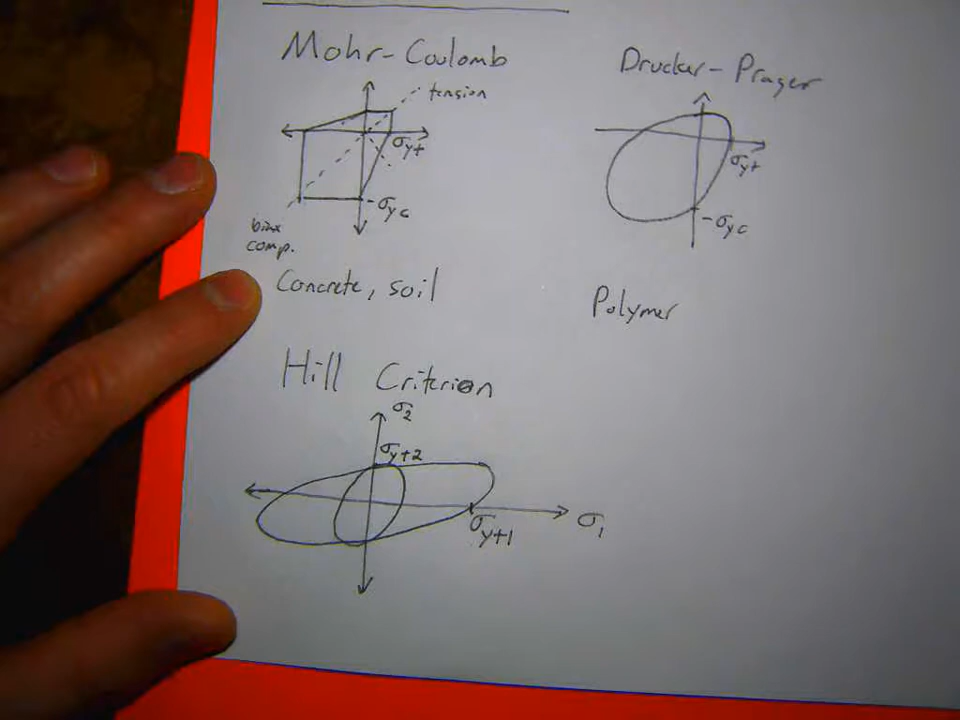 Mohr-Coulomb
tension
σyt
-σyc
biax
comp.
Concrete, soil
Drucker-Prager
σyt
-σyc
Polymer
Hill Criterion
σ2
σyt2
σyt1
σ1